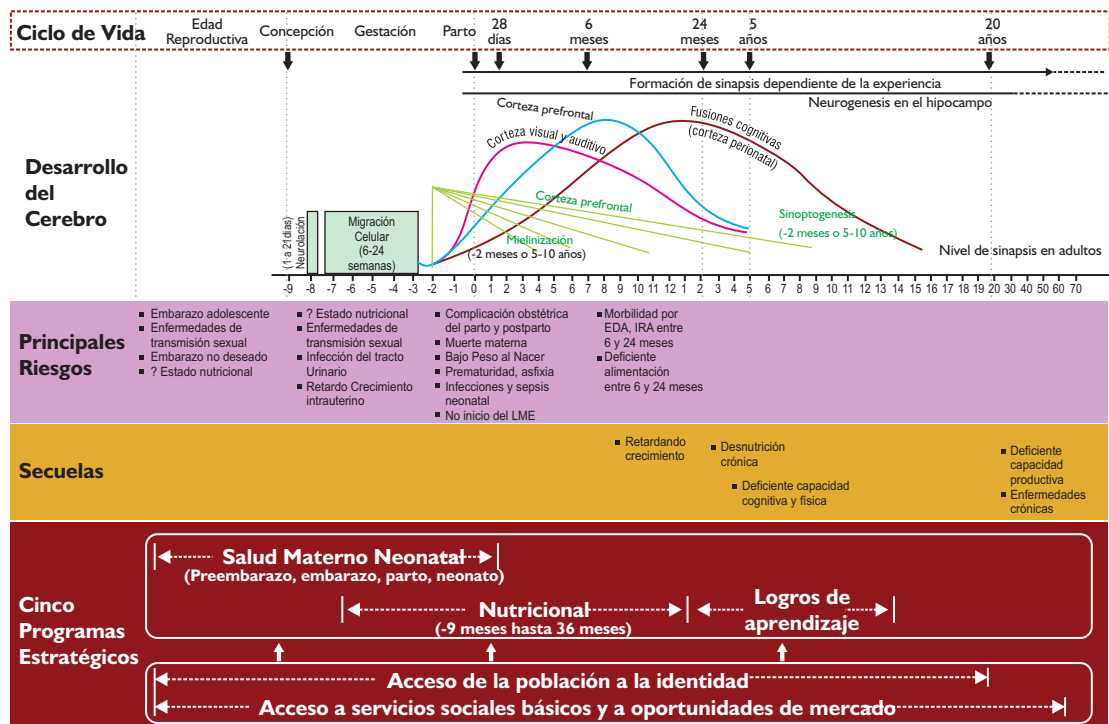 Ciclo de Vida
Edad
Reproductiva
Concepción
Gestación
Parto
28
días
6
meses
24
meses
5
años
20
años
Formación de sinapsis dependiente de la experiencia
Neurogenesis en el hipocampo
Desarrollo
del
Cerebro
Corteza prefrontal
Corteza visual y auditivo
Fusiones cognitivas
(corteza perionatal)
Corteza prefrontal
Sinoptogenesis
(-2 meses o 5-10 años)
Mielinización
(-2 meses o 5-10 años)
Nivel de sinapsis en adultos
(1-a 21días)
Neurolación
Migración
Celular
(6-24
semanas)
-9 -8 -7 -6 -5 -4 -3 -2 -1 0 1 2 3 4 5 6 7 8 9 10 11 12 2 3 4 5 6 7 8 9 10 11 12 13 14 15 16 17 18 19 20 30 40 50 60 70
Principales
Riesgos
▪ Embarazo adolescente
▪ Enfermedades de
transmisión sexual
▪ Embarazo no deseado
▪ ? Estado nutricional
▪ ? Estado nutricional
▪ Enfermedades de
transmisión sexual
▪ Infección del tracto
Urinario
▪ Retardo Crecimiento
intrauterino
▪ Complicación obstétrica
del parto y postparto
▪ Muerte materna
▪ Bajo Peso al Nacer
▪ Prematuridad, asfixia
▪ Infecciones y sepsis
neonatal
▪ No inicio del LME
▪ Morbilidad por
EDA, IRA entre
6 y 24 meses
▪ Deficiente
alimentación
entre 6 y 24 meses
Secuelas
▪ Retardando
crecimiento
▪ Desnutrición
crónica
▪ Deficiente capacidad
cognitiva y física
▪ Deficiente
capacidad
productiva
▪ Enfermedades
crónicas
Cinco
Programas
Estratégicos
Salud Materno Neonatal
(Preembarazo, embarazo, parto, neonato)
Nutricional
(-9 meses hasta 36 meses)
Logros de
aprendizaje
Acceso de la población a la identidad
Acceso a servicios sociales básicos y a oportunidades de mercado